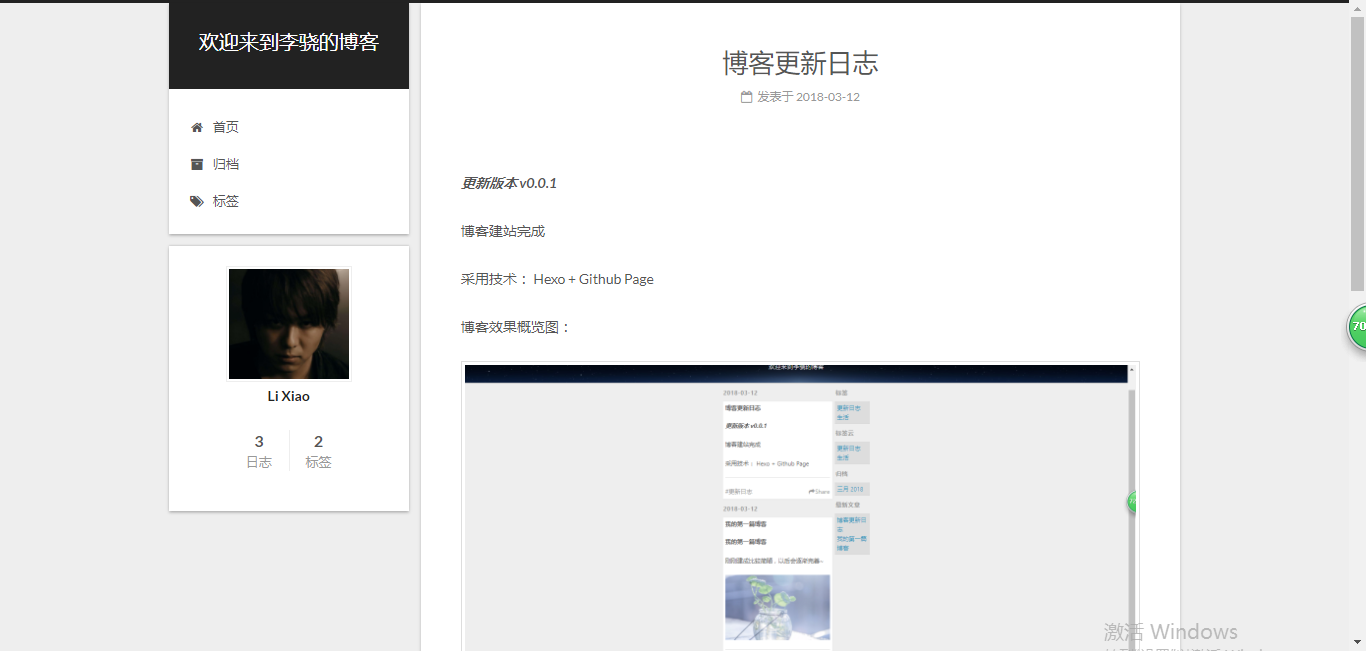 欢迎来到李骁的博客
首页
归档
标签
Li Xiao
3
日志
2
标签
博客更新日志
发表于 2018-03-12
更新版本 v0.0.1
博客建站完成
采用技术： Hexo + Github Page
博客效果概览图：
欢迎来到李骁的博客
2018-03-12
博客更新日志
更新版本 v0.0.1
博客建站完成
采用技术： Hexo + Github Page
#更新日志
Share
2018-03-12
我的第一篇博客
我的第一篇博客
标签
更新日志
生活
标签云
更新日志
生活
归档
三月 2018
最新文章
博客更新日志
我的第一篇博客
70
激活 Windows